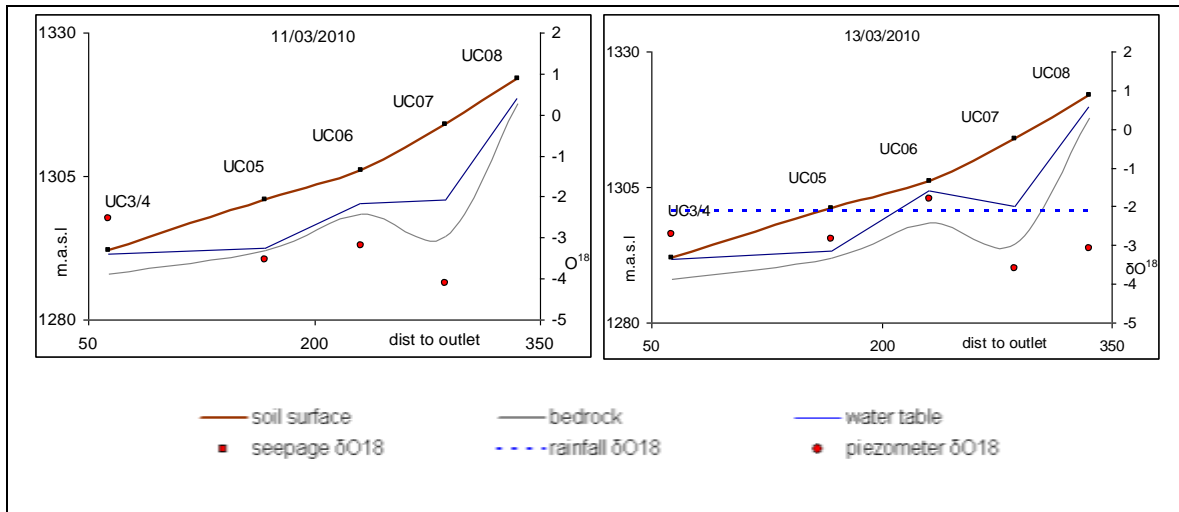 11/03/2010
1330
1305
1280
m.a.s.l
UC3/4
UC05
UC06
UC07
UC08
2
1
0
-1
-2
-3
-4
-5
O18
50
200
350
dist to outlet
13/03/2010
1330
1305
1280
m.a.s.l
UC3/4
UC05
UC06
UC07
UC08
2
1
0
-1
-2
-3
-4
-5
δO18
50
200
350
dist to outlet
soil surface
bedrock
water table
seepage δO18
rainfall δO18
piezometer δO18